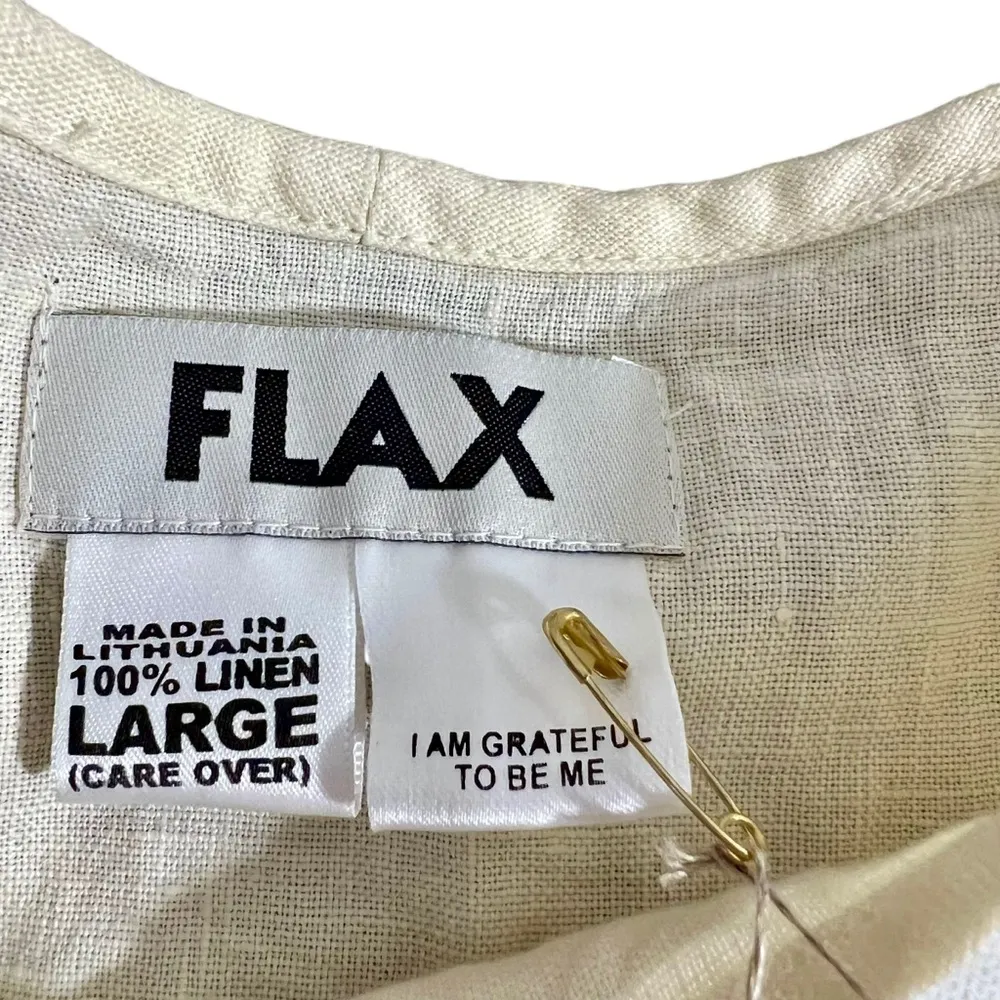 FLAX
MADE IN
LITHUANIA
100% LINEN
LARGE
(CARE OVER)
I AM GRATEFUL
TO BE ME